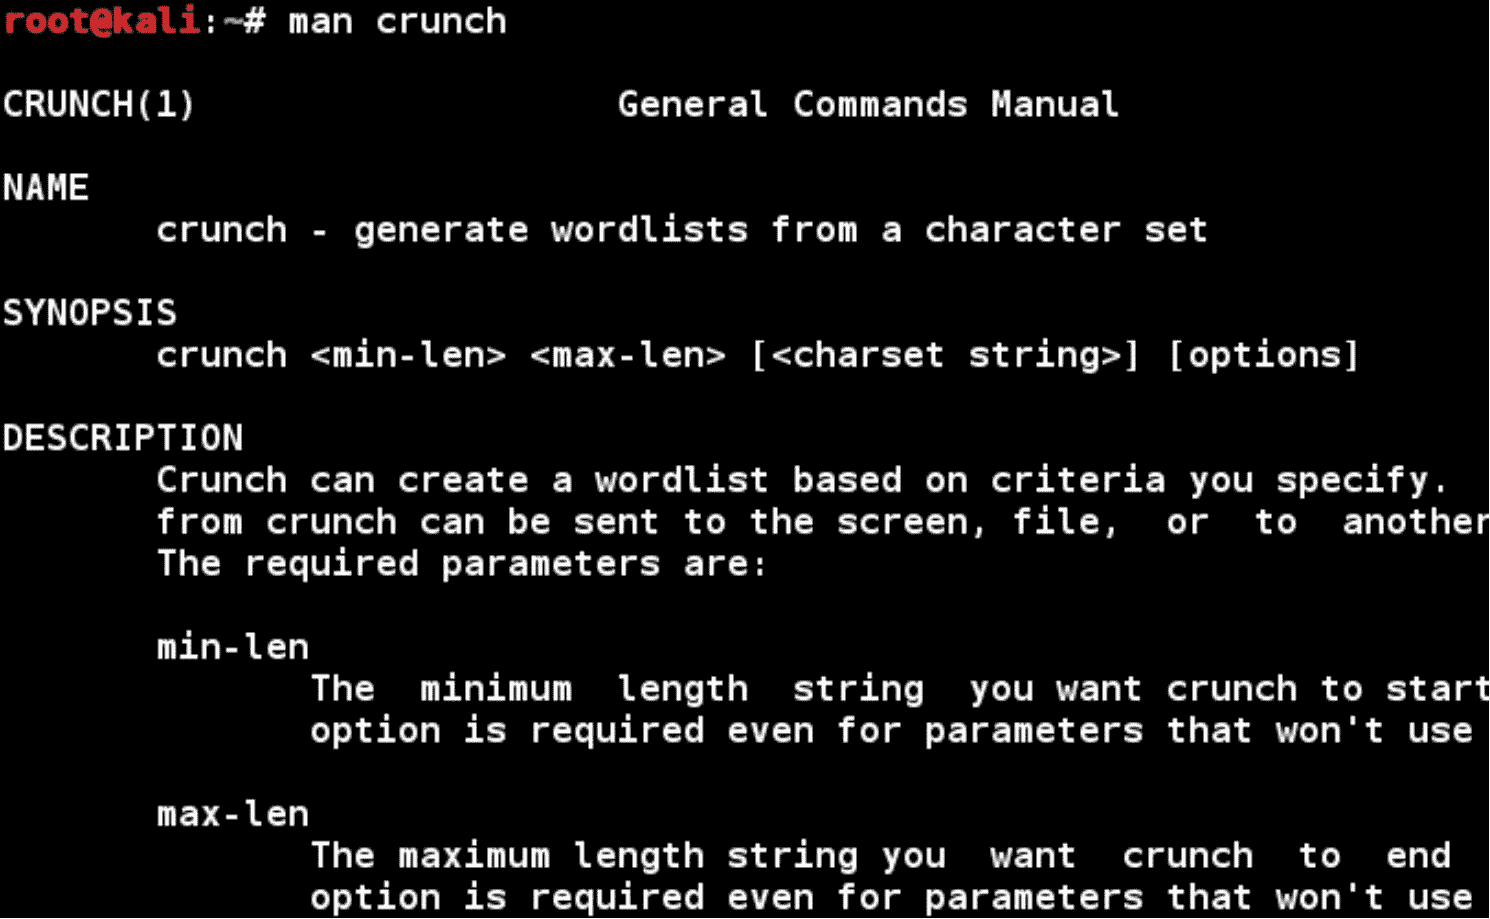 root@kali:~# man crunch
CRUNCH(1) General Commands Manual
NAME
crunch - generate wordlists from a character set
SYNOPSIS
crunch <min-len> <max-len> [<charset string>] [options]
DESCRIPTION
Crunch can create a wordlist based on criteria you specify.
from crunch can be sent to the screen, file, or to another
The required parameters are:
min-len
The minimum length string you want crunch to start
option is required even for parameters that won't use
max-len
The maximum length string you want crunch to end
option is required even for parameters that won't use